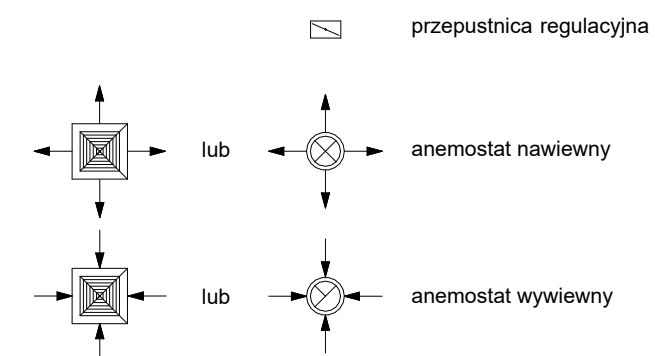 przepustnica regulacyjna
lub anemostat nawiewny
lub anemostat wywiewny